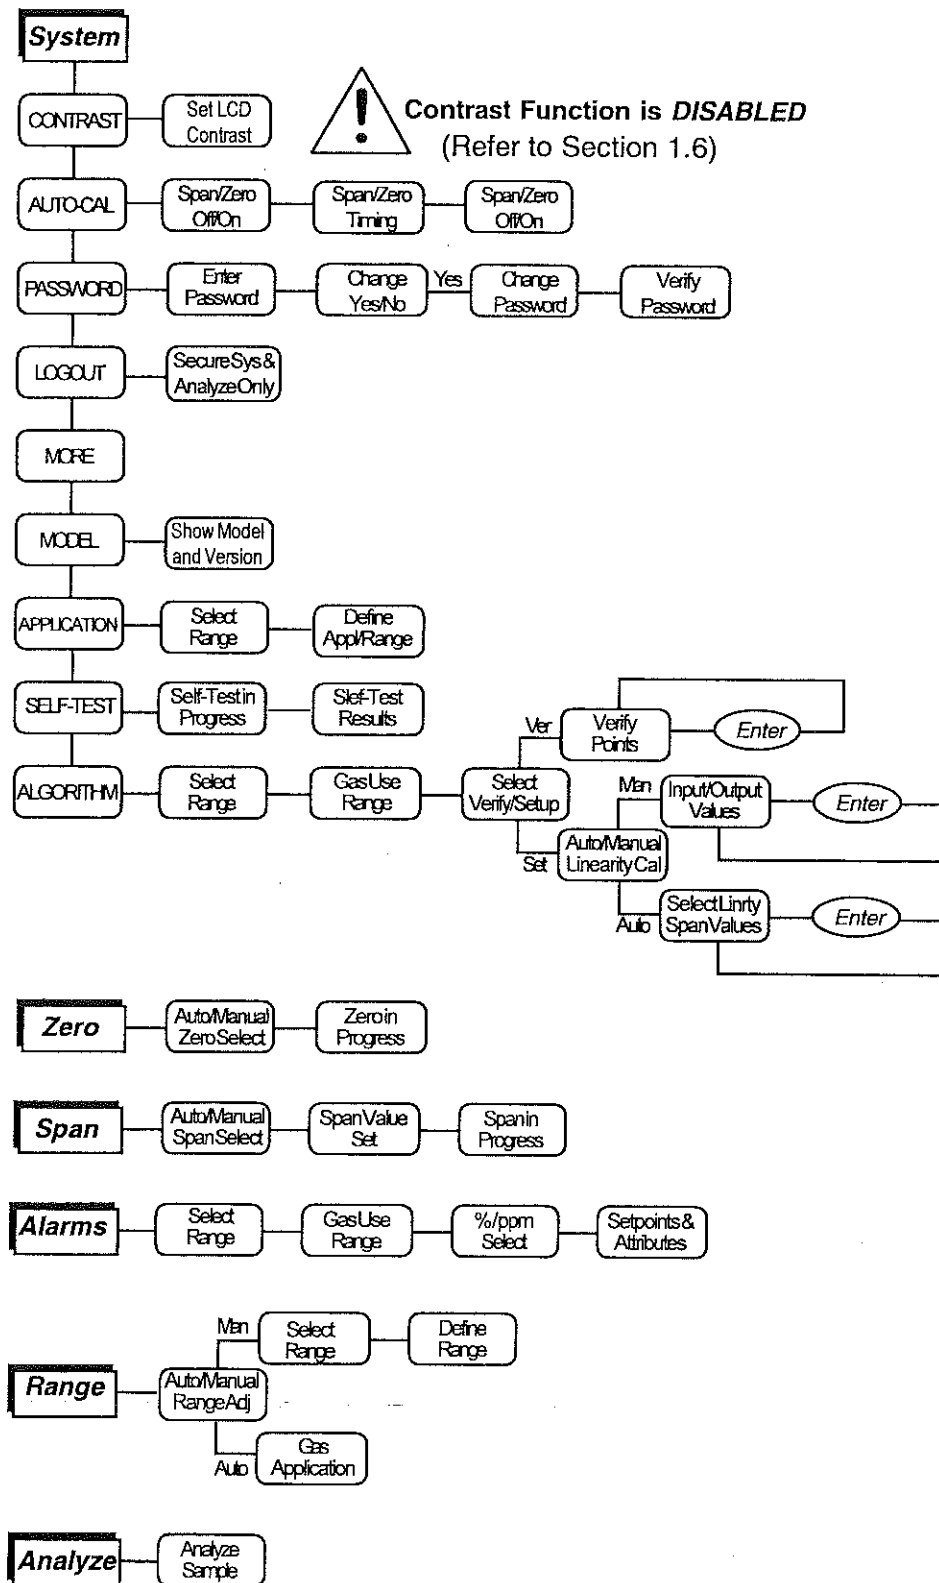 System
CONTRAST
Set LCD
Contrast
!
Contrast Function is DISABLED
(Refer to Section 1.6)
AUTO-CAL
Span/Zero
Off/On
Span/Zero
Timing
Span/Zero
Off/On
PASSWORD
Enter
Password
Change
Yes/No
Yes
Change
Password
Verify
Password
LOGOUT
Secure Sys &
Analyze Only
MORE
MODEL
Show Model
and Version
APPLICATION
Select
Range
Define
Appl/Range
SELF-TEST
Self-Test in
Progress
Slef-Test
Results
ALGORITHM
Select
Range
Gas Use
Range
Select
Verify/Setup
Ver
Verify
Points
Enter
Set
Auto/Manual
Linearity Cal
Man
Input/Output
Values
Enter
Auto
Select Linrty
Span Values
Enter
Zero
Auto/Manual
Zero Select
Zero in
Progress
Span
Auto/Manual
Span Select
Span Value
Set
Span in
Progress
Alarms
Select
Range
Gas Use
Range
%/ppm
Select
Setpoints &
Attributes
Range
Auto/Manual
Range Adj
Man
Select
Range
Define
Range
Auto
Gas
Application
Analyze
Analyze
Sample